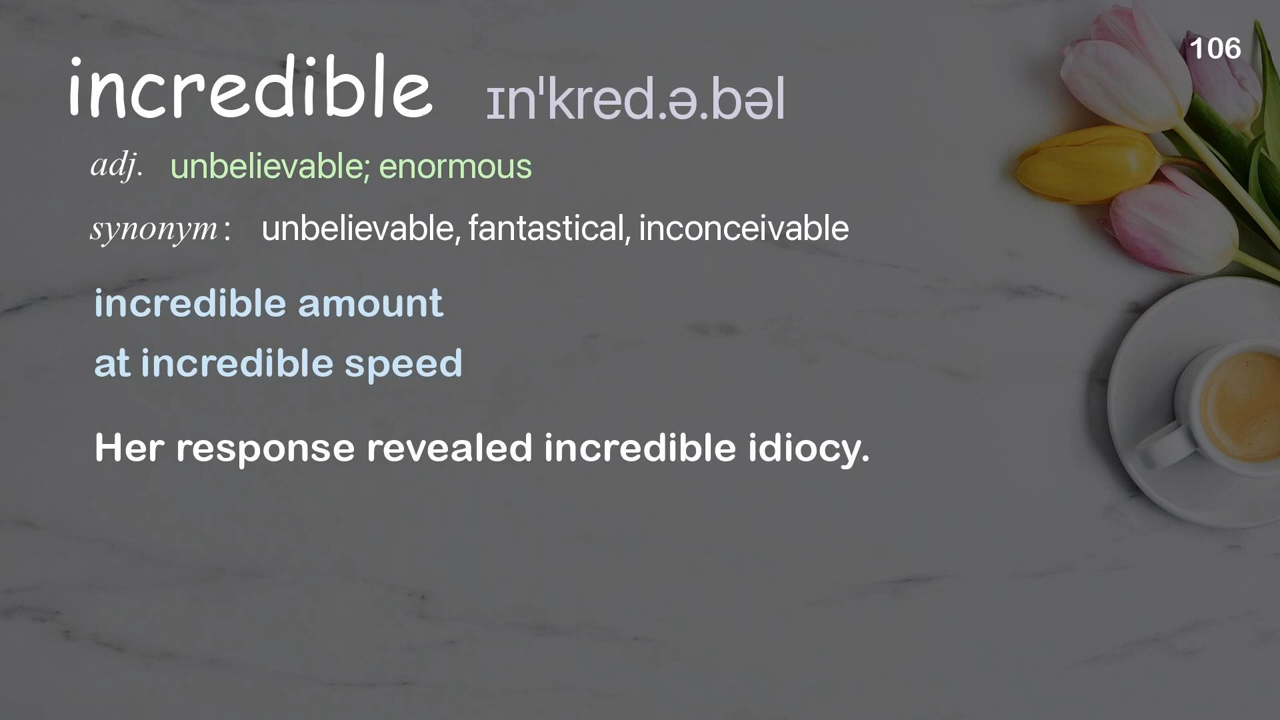 106
incredible ɪnˈkred.ə.bəl
adj. unbelievable; enormous
synonym: unbelievable, fantastical, inconceivable
incredible amount
at incredible speed
Her response revealed incredible idiocy.